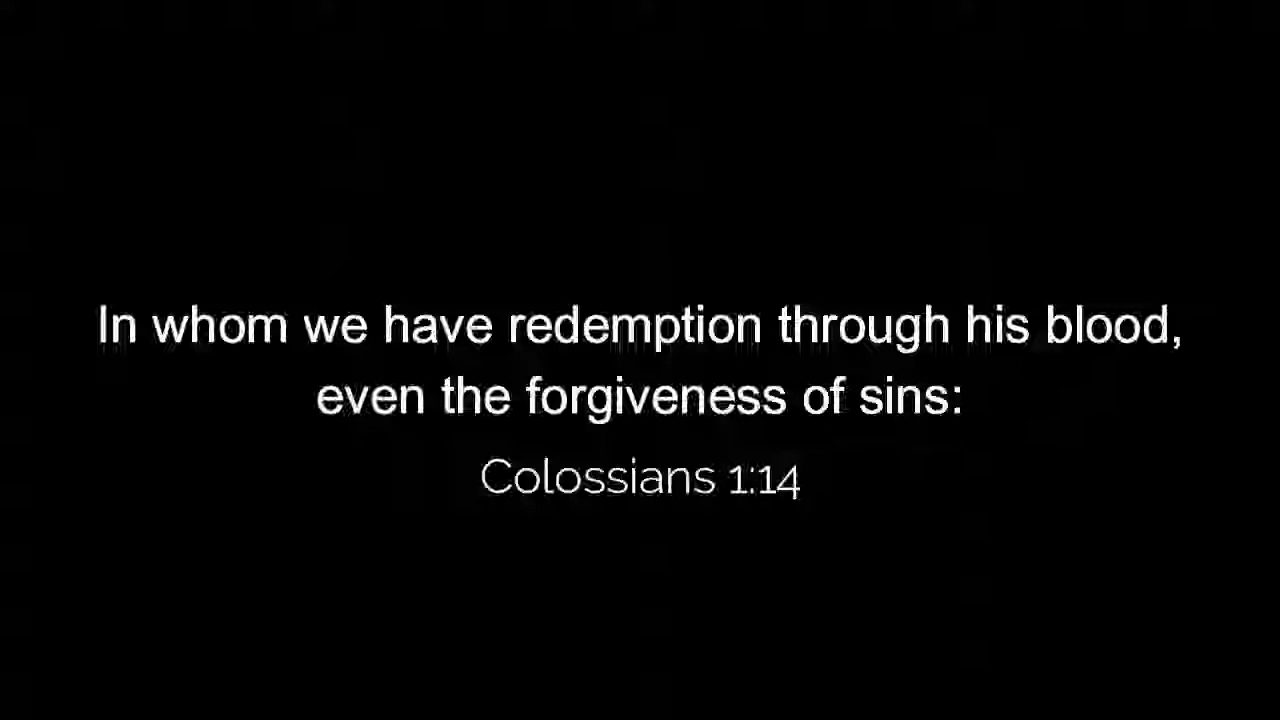 In whom we have redemption through his blood,
even the forgiveness of sins:
Colossians 1:14